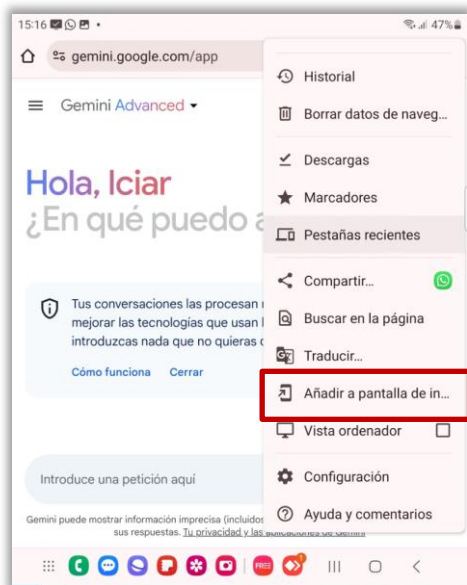 15:16
47%
gemini.google.com/app
Gemini Advanced
Hola, Iciar
¿En qué puedo
Tus conversaciones las procesan
mejorar las tecnologías que usan
introduzcas nada que no quieras
Cómo funciona Cerrar
Introduce una petición aquí
Gemini puede mostrar información imprecisa (incluidos
sus respuestas. Tu privacidad y las aplicaciones de Gemini
Historial
Borrar datos de naveg...
Descargas
Marcadores
Pestañas recientes
Compartir...
Buscar en la página
Traducir...
Añadir a pantalla de in...
Vista ordenador
Configuración
Ayuda y comentarios
FREE